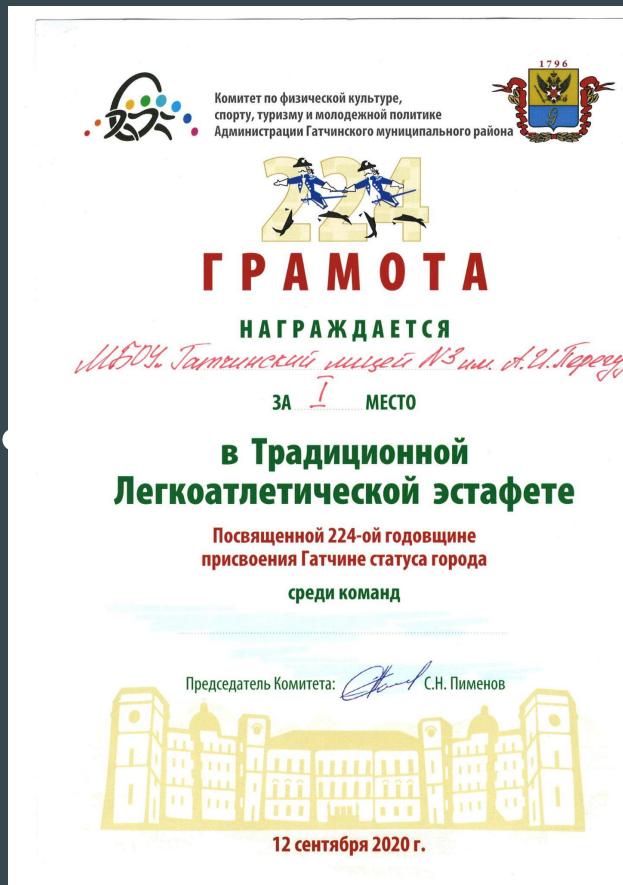 1796
Комитет по физической культуре,
спорту, туризму и молодежной политике
Администрации Гатчинского муниципального района
224
ГРАМОТА
НАГРАЖДАЕТСЯ
МБОУ "Гатчинский лицей №3 им. А.И. Перегу
ЗА I МЕСТО
в Традиционной
Легкоатлетической эстафете
Посвященной 224-ой годовщине
присвоения Гатчине статуса города
среди команд
Председатель Комитета: С.Н. Пименов
12 сентября 2020 г.